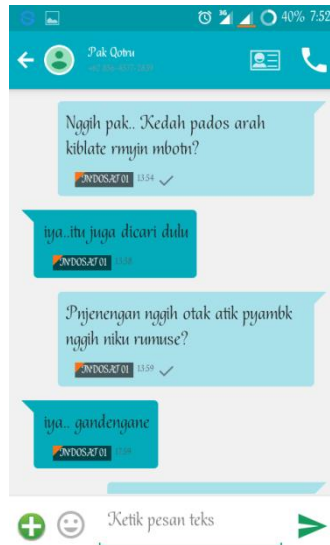 40% 7:52
Pak Qotru
Nggih pak.. Kedah pados arah
kiblate rmyin mbotn?
INDOSAT 01 13:54
iya..itu juga dicari dulu
INDOSAT 01 13:58
Pnjenengan nggih otak atik pyambk
nggih niku rumuse?
INDOSAT 01 13:59
iya.. gandengane
INDOSAT 01
Ketik pesan teks